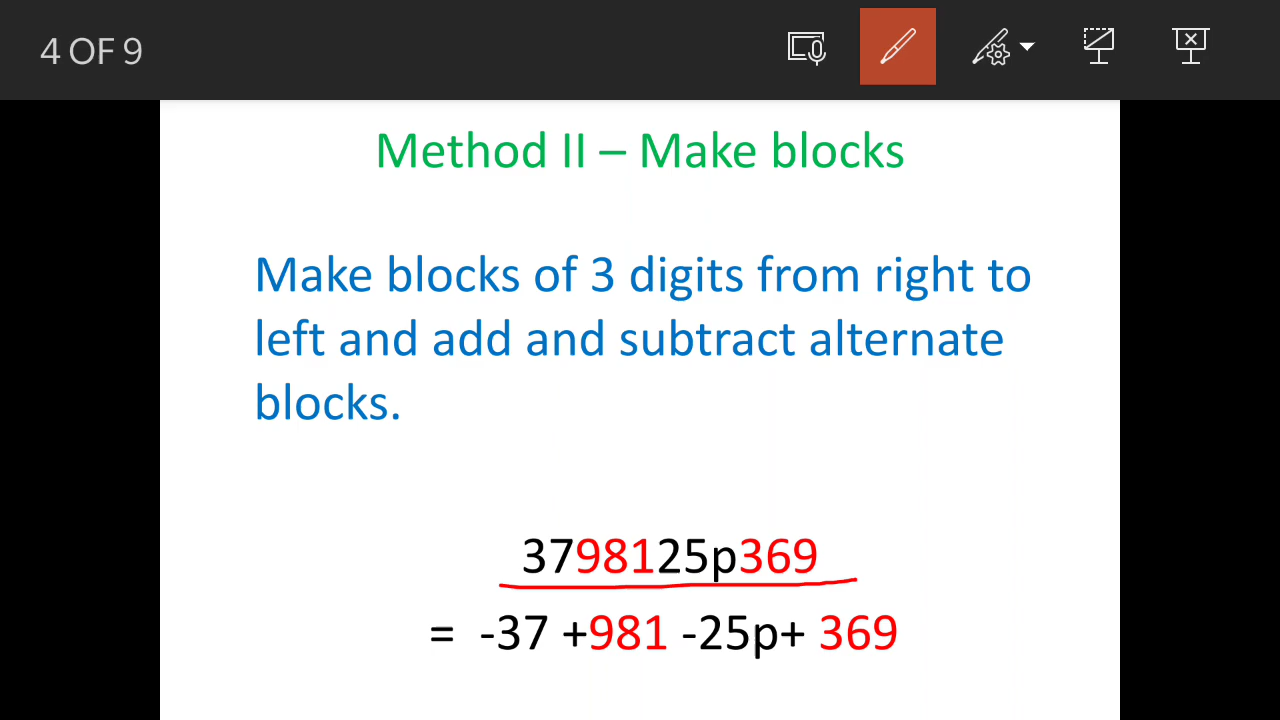 4 OF 9
Method II – Make blocks
Make blocks of 3 digits from right to
left and add and subtract alternate
blocks.
3798125p369
= -37 +981 -25p+ 369